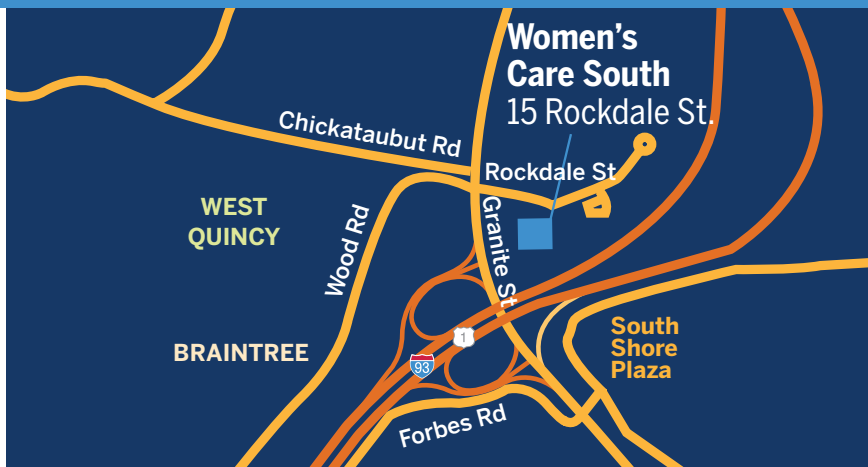 Women's
Care South
15 Rockdale St.
Chickataubut Rd
Rockdale St
WEST
QUINCY
Wood Rd
Granite St
1
South
Shore
Plaza
BRAINTREE
93
Forbes Rd